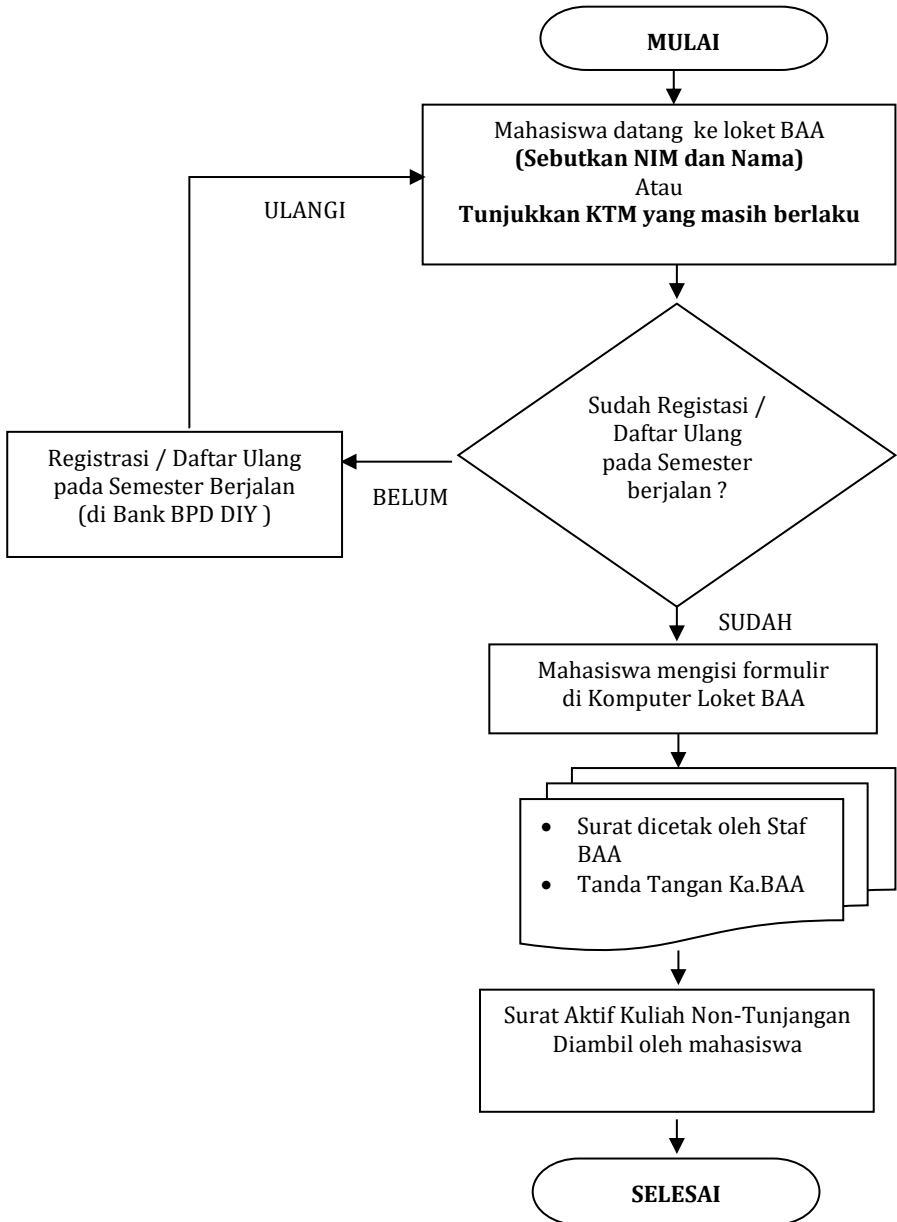 MULAI
Mahasiswa datang ke loket BAA
(Sebutkan NIM dan Nama)
Atau
Tunjukkan KTM yang masih berlaku
ULANGI
Sudah Registasi /
Daftar Ulang
pada Semester
berjalan ?
Registrasi / Daftar Ulang
pada Semester Berjalan
(di Bank BPD DIY )
BELUM
SUDAH
Mahasiswa mengisi formulir
di Komputer Loket BAA
• Surat dicetak oleh Staf
BAA
• Tanda Tangan Ka.BAA
Surat Aktif Kuliah Non-Tunjangan
Diambil oleh mahasiswa
SELESAI